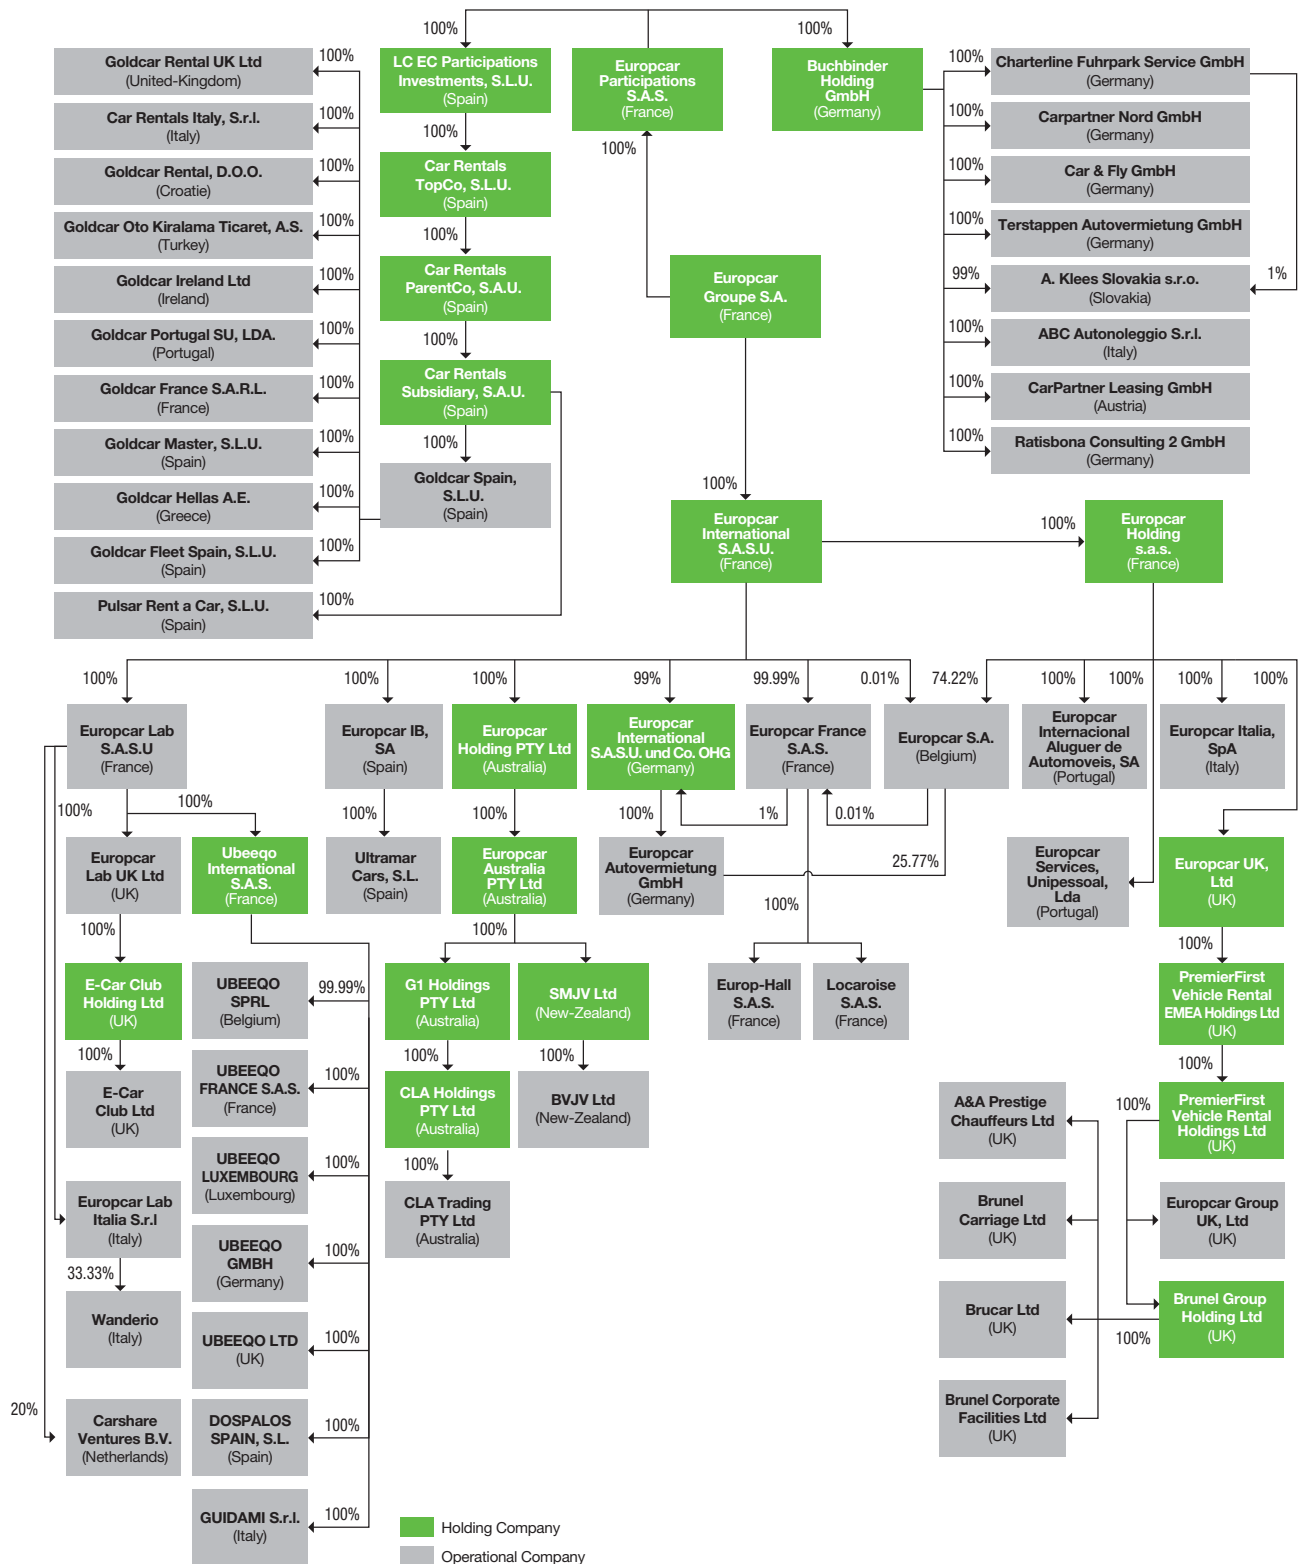 100%
100%
LC EC Participations
Investments, S.L.U.
(Spain)
Europcar
Participations
S.A.S.
(France)
Buchbinder
Holding
GmbH
(Germany)
100%
Goldcar Rental UK Ltd
(United-Kingdom)
100%
Car Rentals Italy, S.r.l.
(Italy)
100%
Goldcar Rental, D.O.O.
(Croatie)
100%
Goldcar Oto Kiralama Ticaret, A.S.
(Turkey)
100%
Goldcar Ireland Ltd
(Ireland)
100%
Goldcar Portugal SU, LDA.
(Portugal)
100%
Goldcar France S.A.R.L.
(France)
100%
Goldcar Master, S.L.U.
(Spain)
100%
Goldcar Hellas A.E.
(Greece)
100%
Goldcar Fleet Spain, S.L.U.
(Spain)
100%
Pulsar Rent a Car, S.L.U.
(Spain)
100%
Car Rentals
TopCo, S.L.U.
(Spain)
100%
Car Rentals
ParentCo, S.A.U.
(Spain)
100%
Car Rentals
Subsidiary, S.A.U.
(Spain)
100%
Goldcar Spain,
S.L.U.
(Spain)
100%
Europcar
Groupe S.A.
(France)
100%
Charterline Fuhrpark Service GmbH
(Germany)
100%
Carpartner Nord GmbH
(Germany)
100%
Car & Fly GmbH
(Germany)
100%
Terstappen Autovermietung GmbH
(Germany)
99%
A. Klees Slovakia s.r.o.
(Slovakia)
1%
100%
ABC Autonoleggio S.r.l.
(Italy)
100%
CarPartner Leasing GmbH
(Austria)
100%
Ratisbona Consulting 2 GmbH
(Germany)
100%
Europcar
International
S.A.S.U.
(France)
100%
Europcar
Holding
s.a.s.
(France)
100%
100%
100%
99%
99.99%
0.01%
74.22%
100%
100%
100%
100%
Europcar Lab
S.A.S.U
(France)
Europcar IB,
SA
(Spain)
Europcar
Holding PTY Ltd
(Australia)
Europcar
International
S.A.S.U. und Co. OHG
(Germany)
Europcar France
S.A.S.
(France)
Europcar S.A.
(Belgium)
Europcar
Internacional
Aluguer de
Automoveis, SA
(Portugal)
Europcar Italia,
SpA
(Italy)
100%
100%
100%
100%
100%
1%
0.01%
25.77%
Europcar
Lab UK Ltd
(UK)
Ubeeqo
International
S.A.S.
(France)
Ultramar
Cars, S.L.
(Spain)
Europcar
Australia
PTY Ltd
(Australia)
Europcar
Autovermietung
GmbH
(Germany)
Europcar
Services,
Unipessoal,
Lda
(Portugal)
Europcar UK,
Ltd
(UK)
100%
100%
100%
100%
E-Car Club
Holding Ltd
(UK)
UBEEQO
SPRL
(Belgium)
99.99%
G1 Holdings
PTY Ltd
(Australia)
SMJV Ltd
(New-Zealand)
Europ-Hall
S.A.S.
(France)
Locaroise
S.A.S.
(France)
PremierFirst
Vehicle Rental
EMEA Holdings Ltd
(UK)
100%
100%
100%
100%
E-Car
Club Ltd
(UK)
UBEEQO
FRANCE S.A.S.
(France)
100%
CLA Holdings
PTY Ltd
(Australia)
BVJV Ltd
(New-Zealand)
A&A Prestige
Chauffeurs Ltd
(UK)
100%
PremierFirst
Vehicle Rental
Holdings Ltd
(UK)
100%
UBEEQO
LUXEMBOURG
(Luxembourg)
100%
Europcar Lab
Italia S.r.l
(Italy)
CLA Trading
PTY Ltd
(Australia)
Brunel
Carriage Ltd
(UK)
Europcar Group
UK, Ltd
(UK)
33.33%
UBEEQO
GMBH
(Germany)
100%
Wanderio
(Italy)
UBEEQO LTD
(UK)
100%
Brucar Ltd
(UK)
100%
Brunel Group
Holding Ltd
(UK)
20%
Carshare
Ventures B.V.
(Netherlands)
DOSPALOS
SPAIN, S.L.
(Spain)
100%
Brunel Corporate
Facilities Ltd
(UK)
GUIDAMI S.r.l.
(Italy)
100%
Holding Company
Operational Company